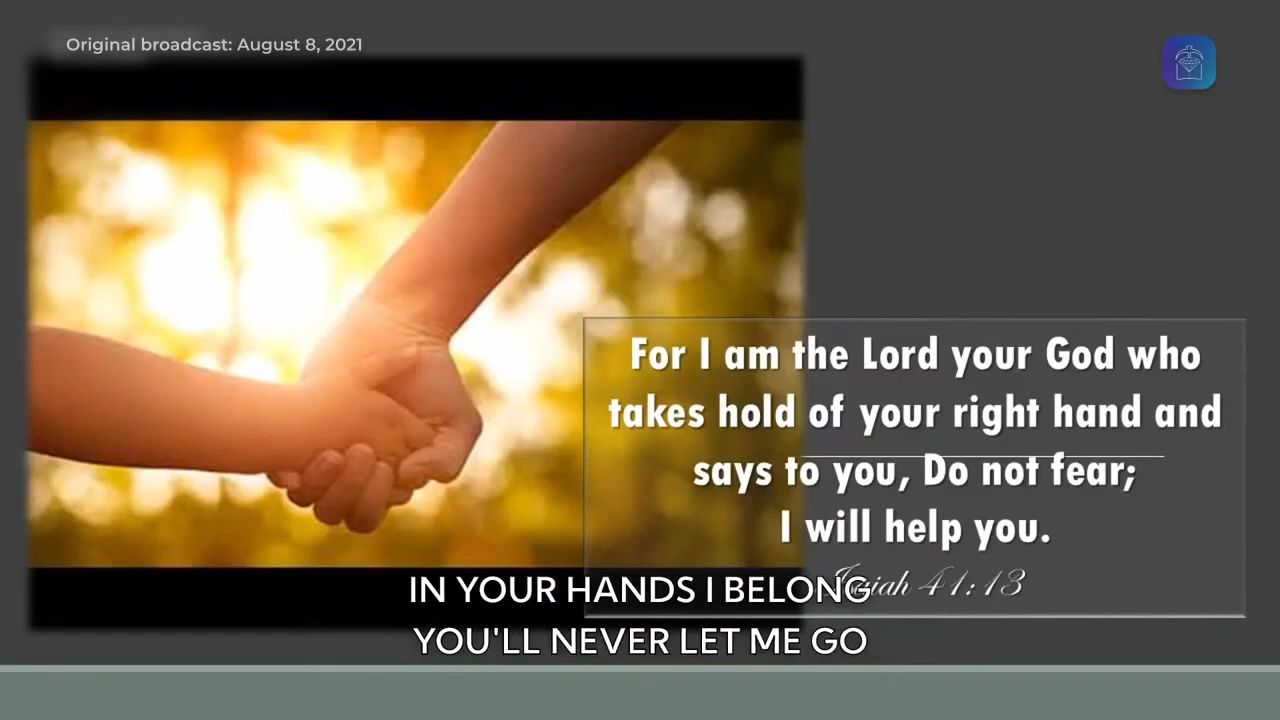 Original broadcast: August 8, 2021
For I am the Lord your God who
takes hold of your right hand and
says to you, Do not fear;
I will help you.
Isaiah 41:13
IN YOUR HANDS I BELONG
YOU'LL NEVER LET ME GO